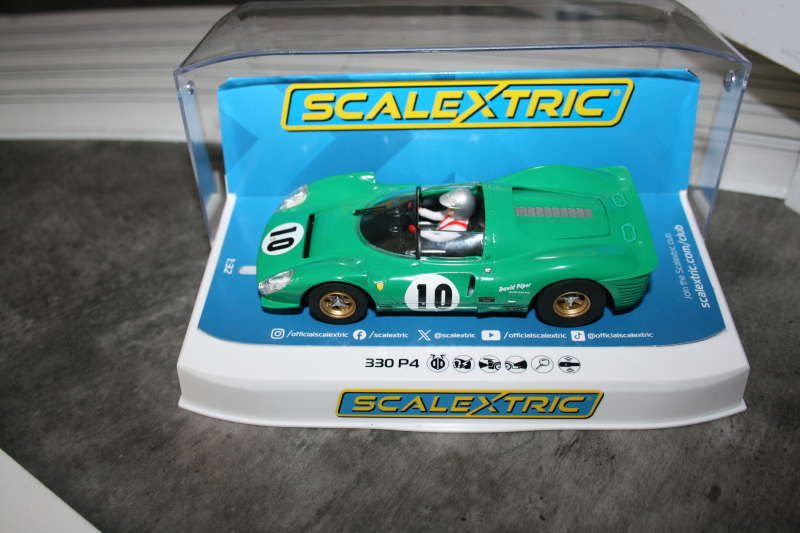 SCALEXTRIC®
10
10
David Piper
1:32
Join the Scalextric club
scalextric.com/club
/officialscalextric /scalextric @scalextric /officialscalextric @officialscalextric
330 P4
SCALEXTRIC